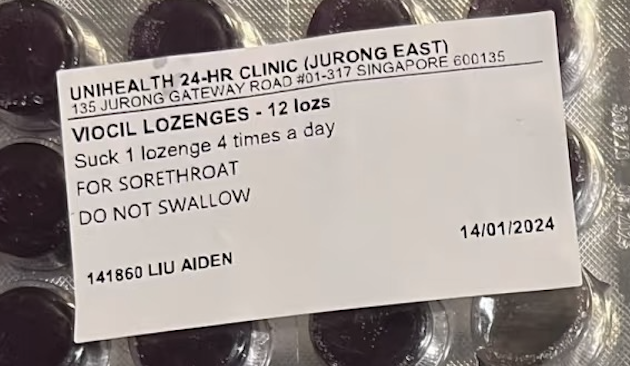 UNIHEALTH 24-HR CLINIC (JURONG EAST)
135 JURONG GATEWAY ROAD #01-317 SINGAPORE 600135
VIOCIL LOZENGES - 12 lozs
Suck 1 lozenge 4 times a day
FOR SORETHROAT
DO NOT SWALLOW
14/01/2024
141860 LIU AIDEN